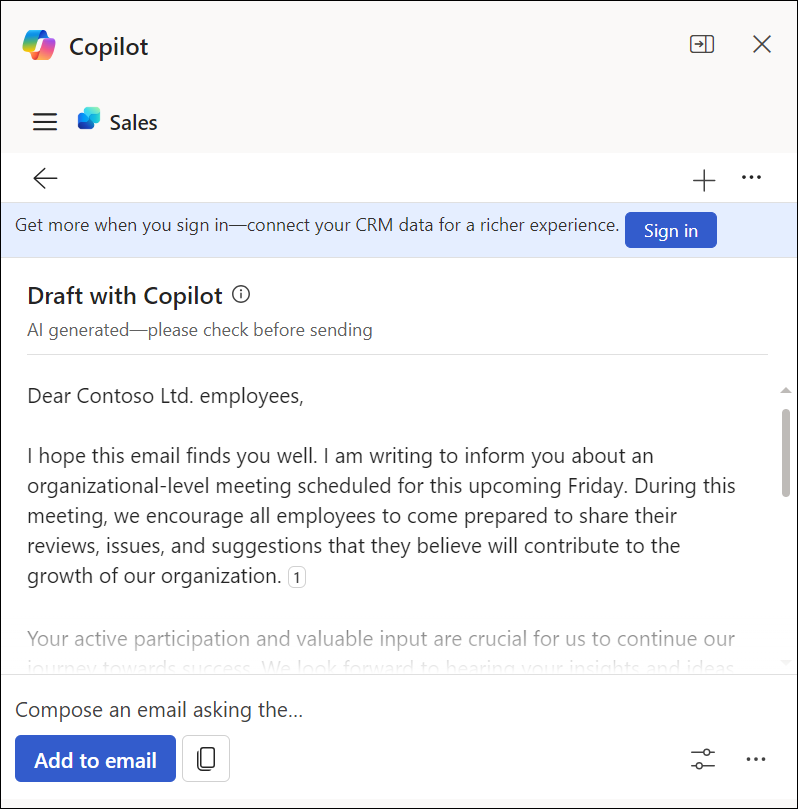 Copilot
Sales
Get more when you sign in—connect your CRM data for a richer experience. Sign in
Draft with Copilot
AI generated—please check before sending
Dear Contoso Ltd. employees,
I hope this email finds you well. I am writing to inform you about an
organizational-level meeting scheduled for this upcoming Friday. During this
meeting, we encourage all employees to come prepared to share their
reviews, issues, and suggestions that they believe will contribute to the
growth of our organization. 1
Your active participation and valuable input are crucial for us to continue our
journey towards success. We look forward to hearing your insights and ideas
Compose an email asking the...
Add to email